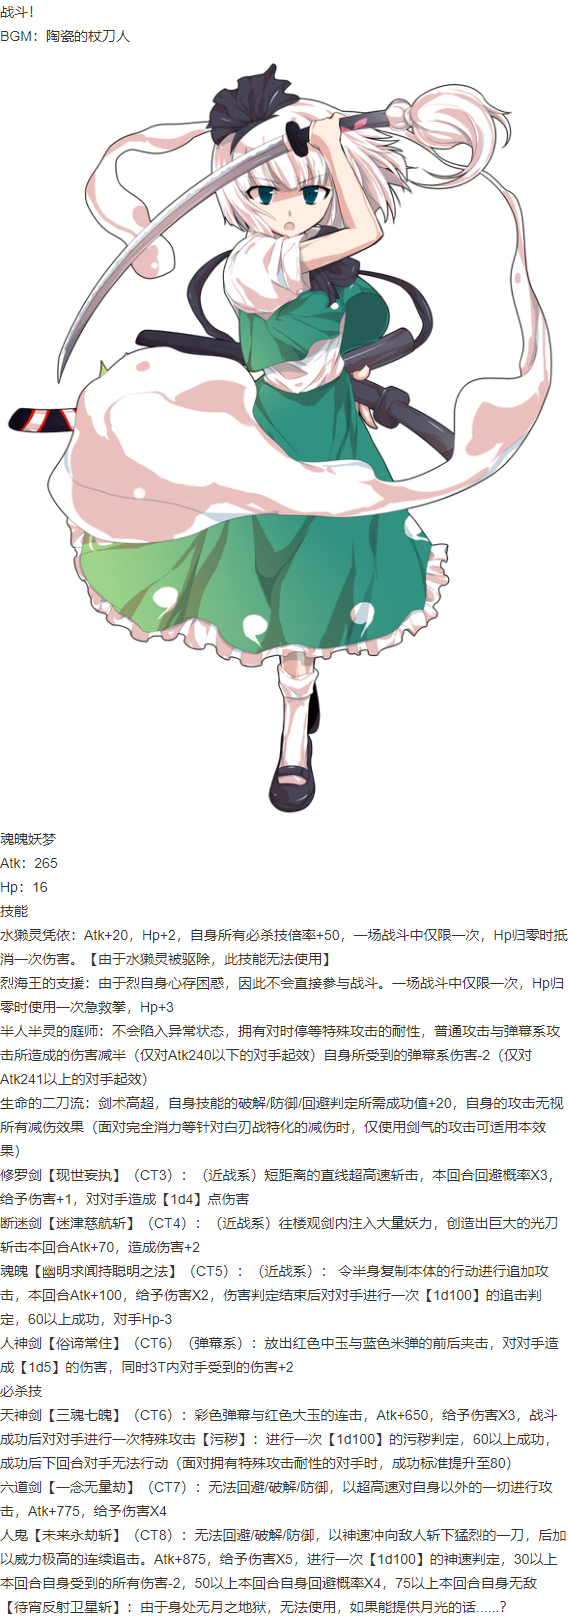 战斗！
BGM：陶瓷的杖刀人
魂魄妖梦
Atk：265
Hp：16
技能
水獭灵凭依：Atk+20，Hp+2，自身所有必杀技倍率+50，一场战斗中仅限一次，Hp归零时抵
消一次伤害。【由于水獭灵被驱除，此技能无法使用】
烈海王的支援：由于烈自身心存困惑，因此不会直接参与战斗。一场战斗中仅限一次，Hp归
零时使用一次急救拳，Hp+3
半人半灵的庭师：不会陷入异常状态，拥有对时停等特殊攻击的耐性，普通攻击与弹幕系攻
击所造成的伤害减半（仅对Atk240以下的对手起效）自身所受到的弹幕系伤害-2（仅对
Atk241以上的对手起效）
生命的二刀流：剑术高超，自身技能的破解/防御/回避判定所需成功值+20，自身的攻击无视
所有减伤效果（面对完全消力等针对白刃战特化的减伤时，仅使用剑气的攻击可适用本效
果）
修罗剑【现世妄执】（CT3）：（近战系）短距离的直线超高速斩击，本回合回避概率X3，
给予伤害+1，对对手造成【1d4】点伤害
断迷剑【迷津慈航斩】（CT4）：（近战系）往楼观剑内注入大量妖力，创造出巨大的光刀
斩击本回合Atk+70，造成伤害+2
魂魄【幽明求闻持聪明之法】（CT5）：（近战系）： 令半身复制本体的行动进行追加攻
击，本回合Atk+100，给予伤害X2，伤害判定结束后对对手进行一次【1d100】的追击判
定，60以上成功，对手Hp-3
人神剑【俗谛常住】（CT6）（弹幕系）：放出红色中玉与蓝色米弹的前后夹击，对对手造
成【1d5】的伤害，同时3T内对手受到的伤害+2
必杀技
天神剑【三魂七魄】（CT6）：彩色弹幕与红色大玉的连击，Atk+650，给予伤害X3，战斗
成功后对对手进行一次特殊攻击【污秽】：进行一次【1d100】的污秽判定，60以上成功，
成功后下回合对手无法行动（面对拥有特殊攻击耐性的对手时，成功标准提升至80）
六道剑【一念无量劫】（CT7）：无法回避/破解/防御，以超高速对自身以外的一切进行攻
击，Atk+775，给予伤害X4
人鬼【未来永劫斩】（CT8）：无法回避/破解/防御，以神速冲向敌人斩下猛烈的一刀，后加
以威力极高的连续追击。Atk+875，给予伤害X5，进行一次【1d100】的神速判定，30以上
本回合自身受到的所有伤害-2，50以上本回合自身回避概率X4，75以上本回合自身无敌
【待宵反射卫星斩】：由于身处无月之地狱，无法使用，如果能提供月光的话......?